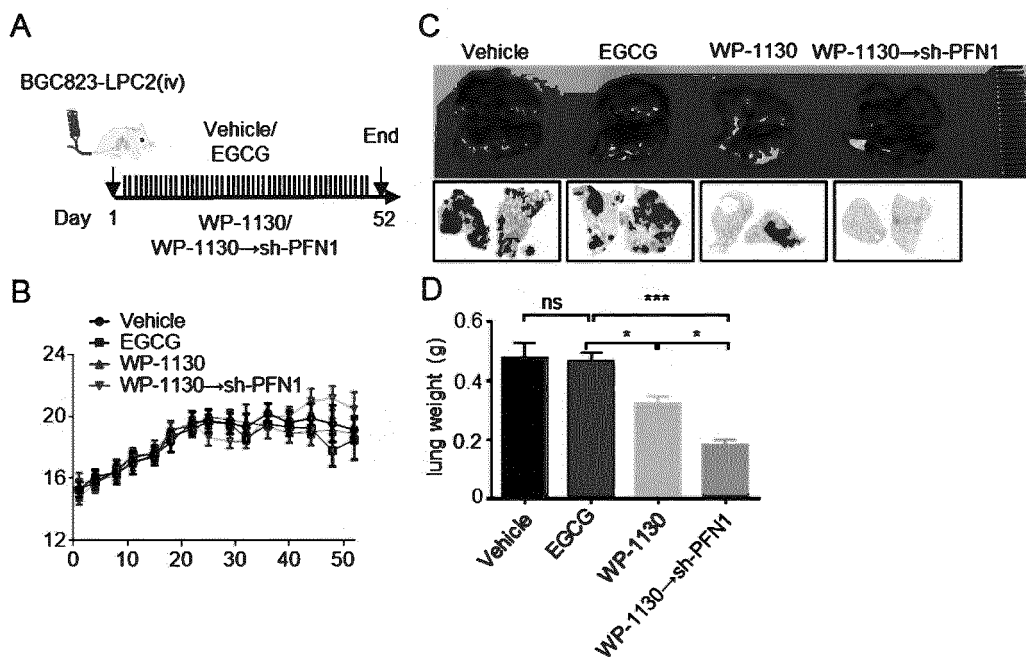 A
BGC823-LPC2(iv)
Vehicle/
EGCG
End
Day 1
52
WP-1130/
WP-1130→sh-PFN1
B
Vehicle
EGCG
WP-1130
WP-1130→sh-PFN1
24
20
16
12
0 10 20 30 40 50
C
Vehicle EGCG WP-1130 WP-1130→sh-PFN1
D
ns
***
* *
lung weight (g)
0.6
0.4
0.2
0
Vehicle
EGCG
WP-1130
WP-1130→sh-PFN1